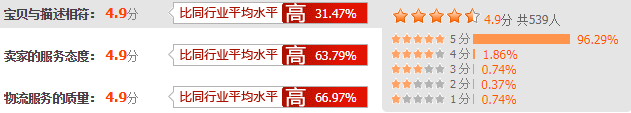 宝贝与描述相符： 4.9分 比同行业平均水平 高 31.47%
卖家的服务态度： 4.9分 比同行业平均水平 高 63.79%
物流服务的质量： 4.9分 比同行业平均水平 高 66.97%
4.9分 共539人
5 分 96.29%
4 分 1.86%
3 分 0.74%
2 分 0.37%
1 分 0.74%